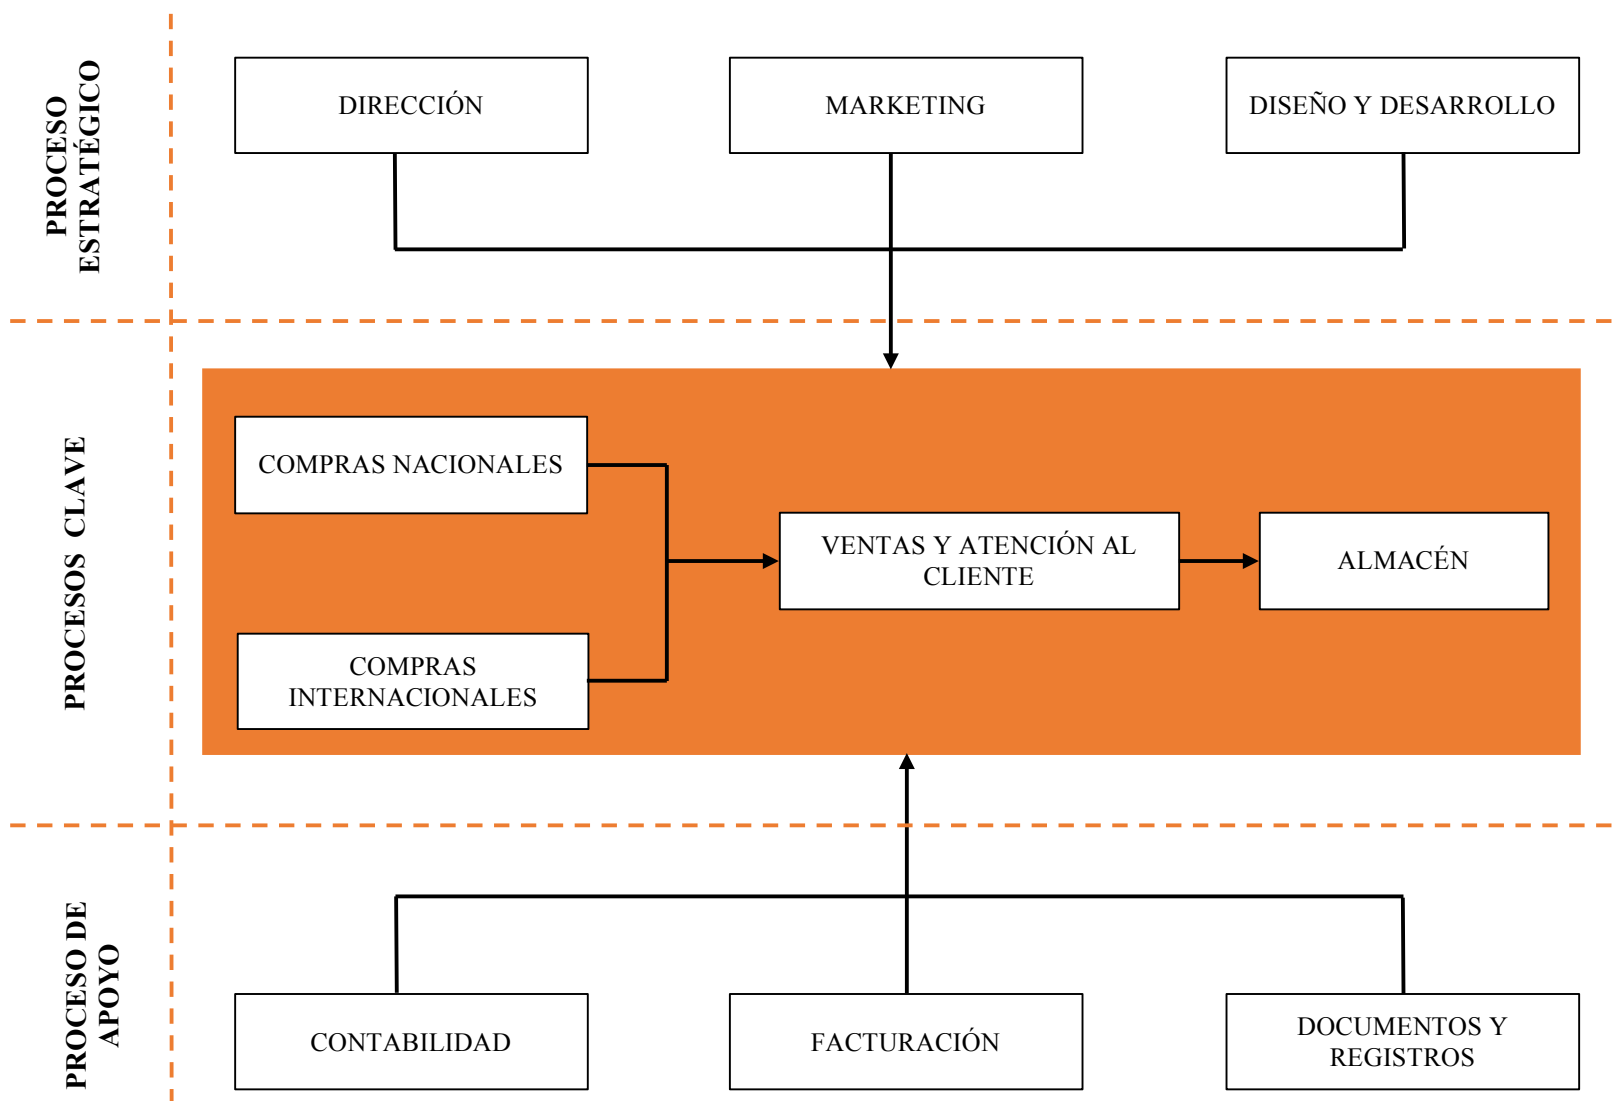 PROCESO
ESTRATÉGICO
DIRECCIÓN
MARKETING
DISEÑO Y DESARROLLO
PROCESOS CLAVE
COMPRAS NACIONALES
COMPRAS
INTERNACIONALES
VENTAS Y ATENCIÓN AL
CLIENTE
ALMACÉN
PROCESO DE
APOYO
CONTABILIDAD
FACTURACIÓN
DOCUMENTOS Y
REGISTROS